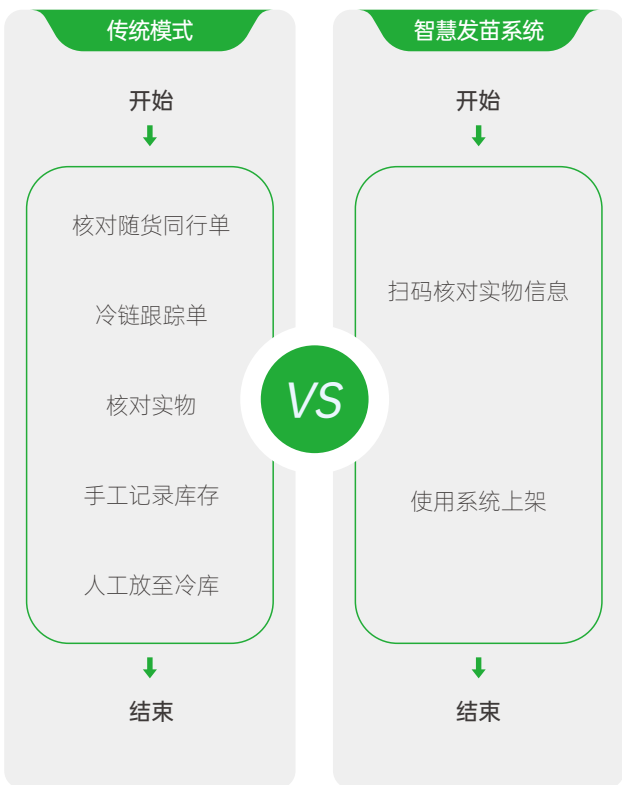 传统模式
开始
核对随货同行单
冷链跟踪单
核对实物
手工记录库存
人工放至冷库
结束
VS
智慧发苗系统
开始
扫码核对实物信息
使用系统上架
结束